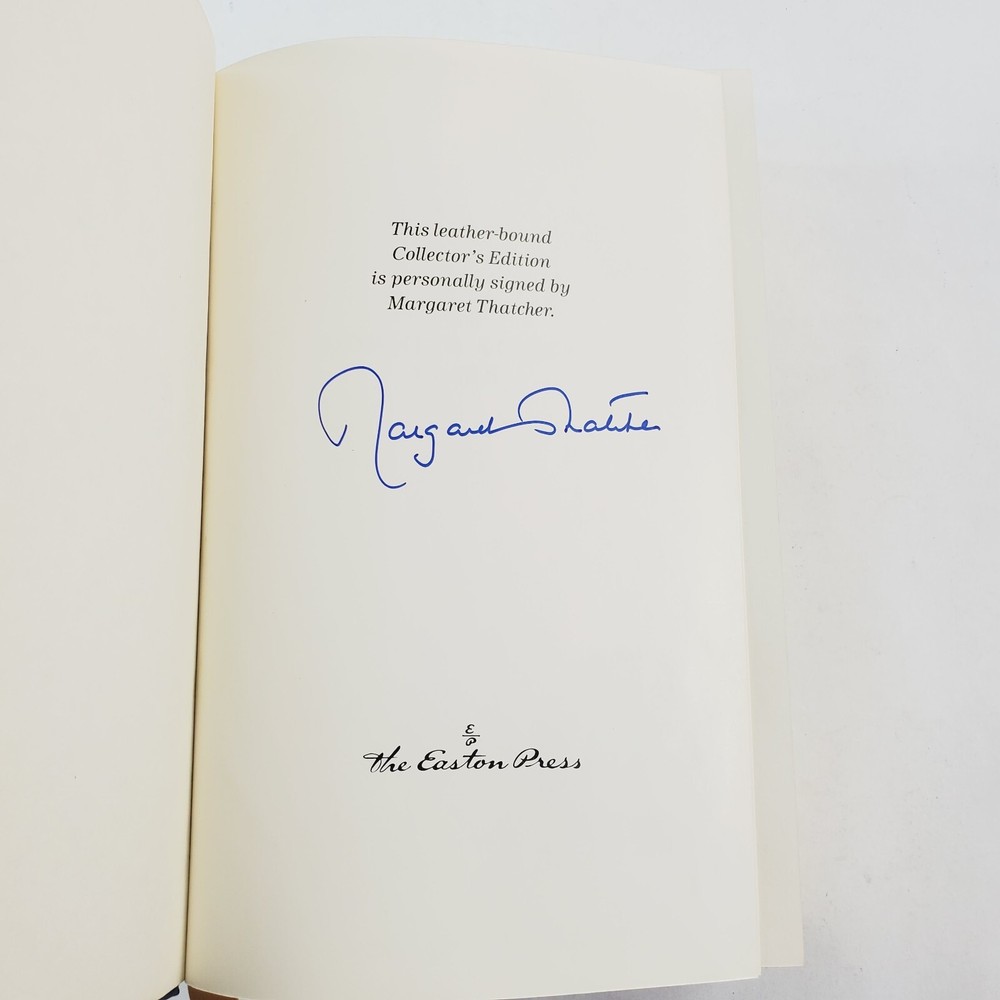 This leather-bound
Collector's Edition
is personally signed by
Margaret Thatcher.
Margaret Thatcher
E
P
the Easton Press